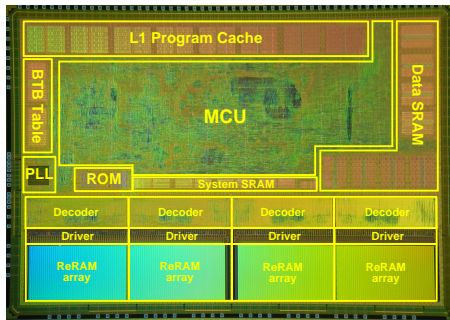 L1 Program Cache
BTB Table
MCU
Data SRAM
PLL
ROM
System SRAM
Decoder Decoder Decoder Decoder
Driver Driver Driver Driver
ReRAM array
ReRAM array
ReRAM array
ReRAM array